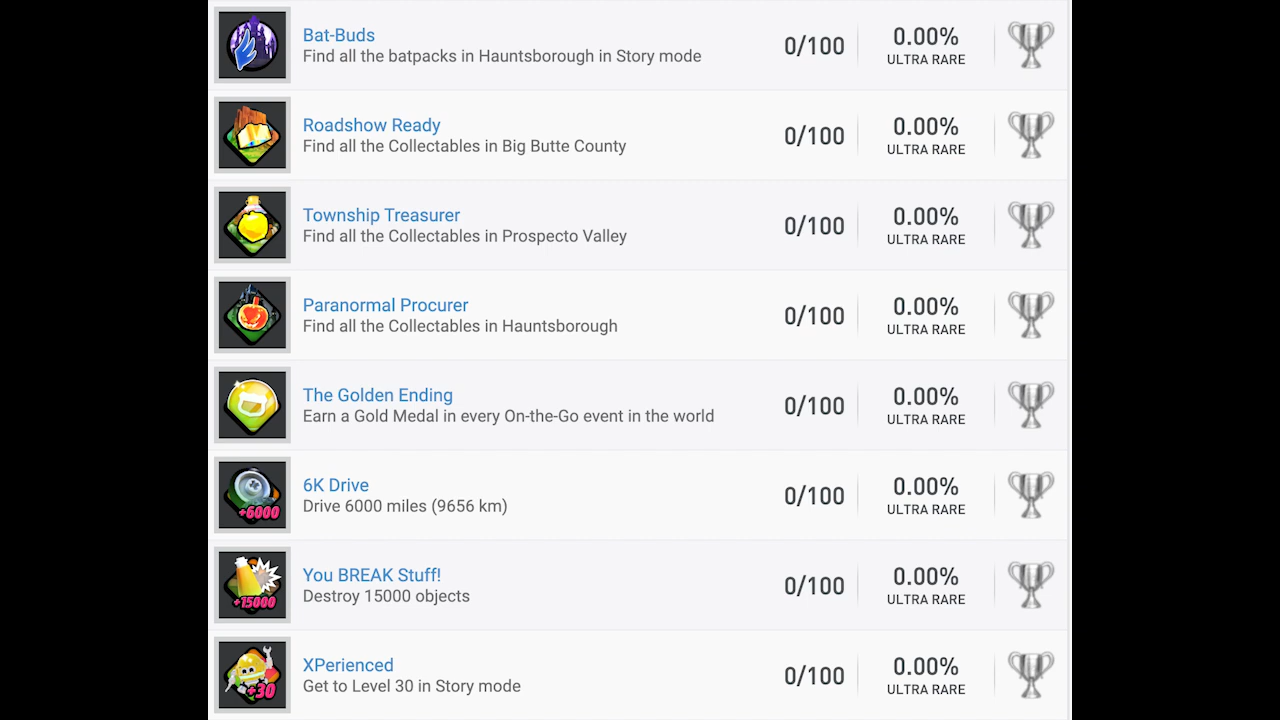 Bat-Buds
Find all the batpacks in Hauntsborough in Story mode
0/100
0.00%
ULTRA RARE
Roadshow Ready
Find all the Collectables in Big Butte County
0/100
0.00%
ULTRA RARE
Township Treasurer
Find all the Collectables in Prospecto Valley
0/100
0.00%
ULTRA RARE
Paranormal Procurer
Find all the Collectables in Hauntsborough
0/100
0.00%
ULTRA RARE
The Golden Ending
Earn a Gold Medal in every On-the-Go event in the world
0/100
0.00%
ULTRA RARE
6K Drive
Drive 6000 miles (9656 km)
+6000
0/100
0.00%
ULTRA RARE
You BREAK Stuff!
Destroy 15000 objects
+15000
0/100
0.00%
ULTRA RARE
XPerienced
Get to Level 30 in Story mode
+30
0/100
0.00%
ULTRA RARE